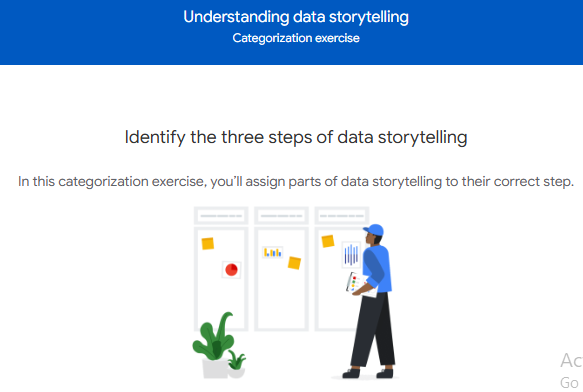 Understanding data storytelling
Categorization exercise
Identify the three steps of data storytelling
In this categorization exercise, you’ll assign parts of data storytelling to their correct step.
Ac
Go